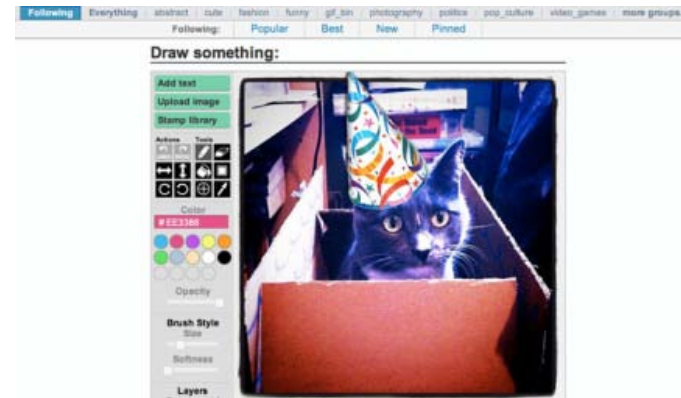 Following Everything abstract cute fashion funny gif_bin photography politics pop_culture video_games more groups
Following: Popular Best New Pinned
Draw something:
Add text
Upload image
Stamp library
Actions Tools
Color
#EE3386
Opacity
Brush Style
Size
Softness
Layers